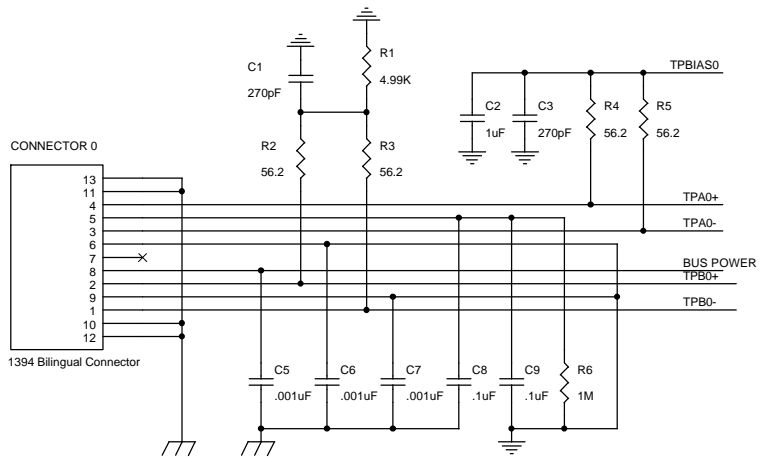 R1
4.99K
C1
270pF
TPBIAS0
C2
1uF
C3
270pF
R4
56.2
R5
56.2
R2
56.2
R3
56.2
CONNECTOR 0
13
11
4
5
3
6
7
8
2
9
1
10
12
TPA0+
TPA0-
BUS POWER
TPB0+
TPB0-
1394 Bilingual Connector
C5
.001uF
C6
.001uF
C7
.001uF
C8
.1uF
C9
.1uF
R6
1M